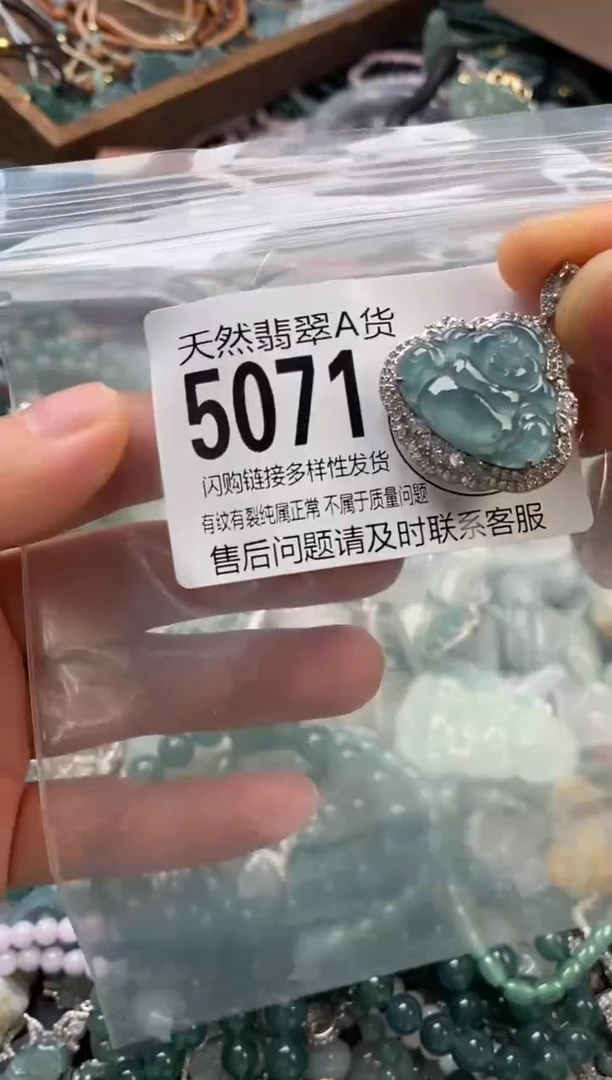 天然翡翠A货
5071
闪购链接多样性发货
有纹有裂纯属正常 不属于质量问题
售后问题请及时联系客服